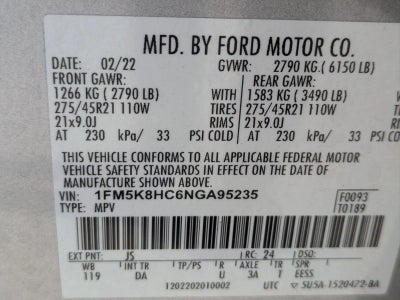 MFD. BY FORD MOTOR CO.
DATE: 02/22 GVWR: 2790 KG.( 6150 LB)
FRONT GAWR: REAR GAWR:
1266 KG ( 2790 LB) WITH 1583 KG ( 3490 LB) WITH
275/45R21 110W TIRES 275/45R21 110W TIRES
21x9.0J RIMS 21x9.0J RIMS
AT 230 kPa/ 33 PSI COLD AT 230 kPa/ 33 PSI COLD
THIS VEHICLE CONFORMS TO ALL APPLICABLE FEDERAL MOTOR
VEHICLE SAFETY STANDARDS IN EFFECT ON THE DATE OF
MANUFACTURE SHOWN ABOVE.
VIN: 1FM5K8HC6NGA95235 F0093
TYPE: MPV T0189
EXT PNT: JS RC: 24 DSO:
WB INT TR TP/PS R AXLE TR SPR
119 DA U 3A T EESS
1202202010002 UTC 5U5A-1520472-BA